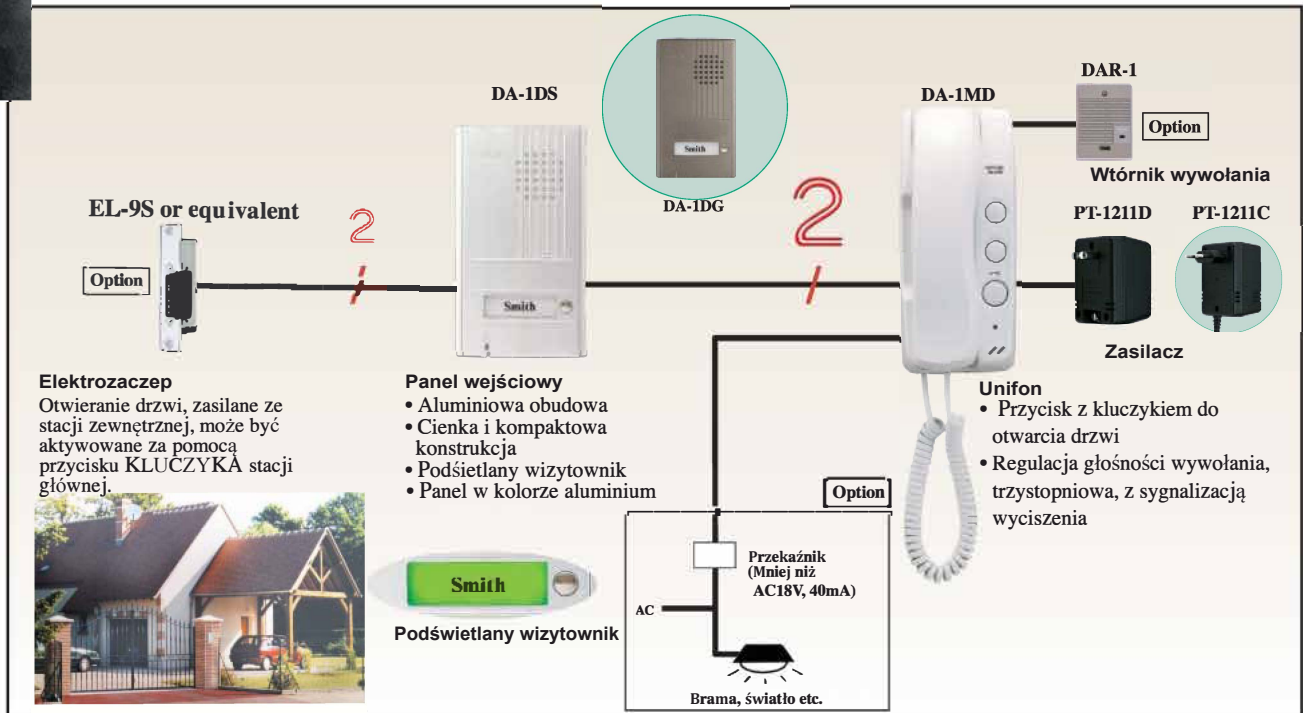 DA-1DS
DA-1DG
DA-1MD
DAR-1
Option
Wtórnik wywołania
EL-9S or equivalent
Option
2
2
Smith
Smith
PT-1211D
PT-1211C
Zasilacz
Elektrozaczep
Otwieranie drzwi, zasilane ze
stacji zewnętrznej, może być
aktywowane za pomocą
przycisku KLUCZYKA stacji
głównej.
Panel wejściowy
• Aluminiowa obudowa
• Cienka i kompaktowa
konstrukcja
• Podśietlany wizytownik
• Panel w kolorze aluminium
Unifon
• Przycisk z kluczykiem do
otwarcia drzwi
• Regulacja głośności wywołania,
trzystopniowa, z sygnalizacją
wyciszenia
Smith
Podświetlany wizytownik
Option
Przekaźnik
(Mniej niż
AC18V, 40mA)
AC
Brama, światło etc.